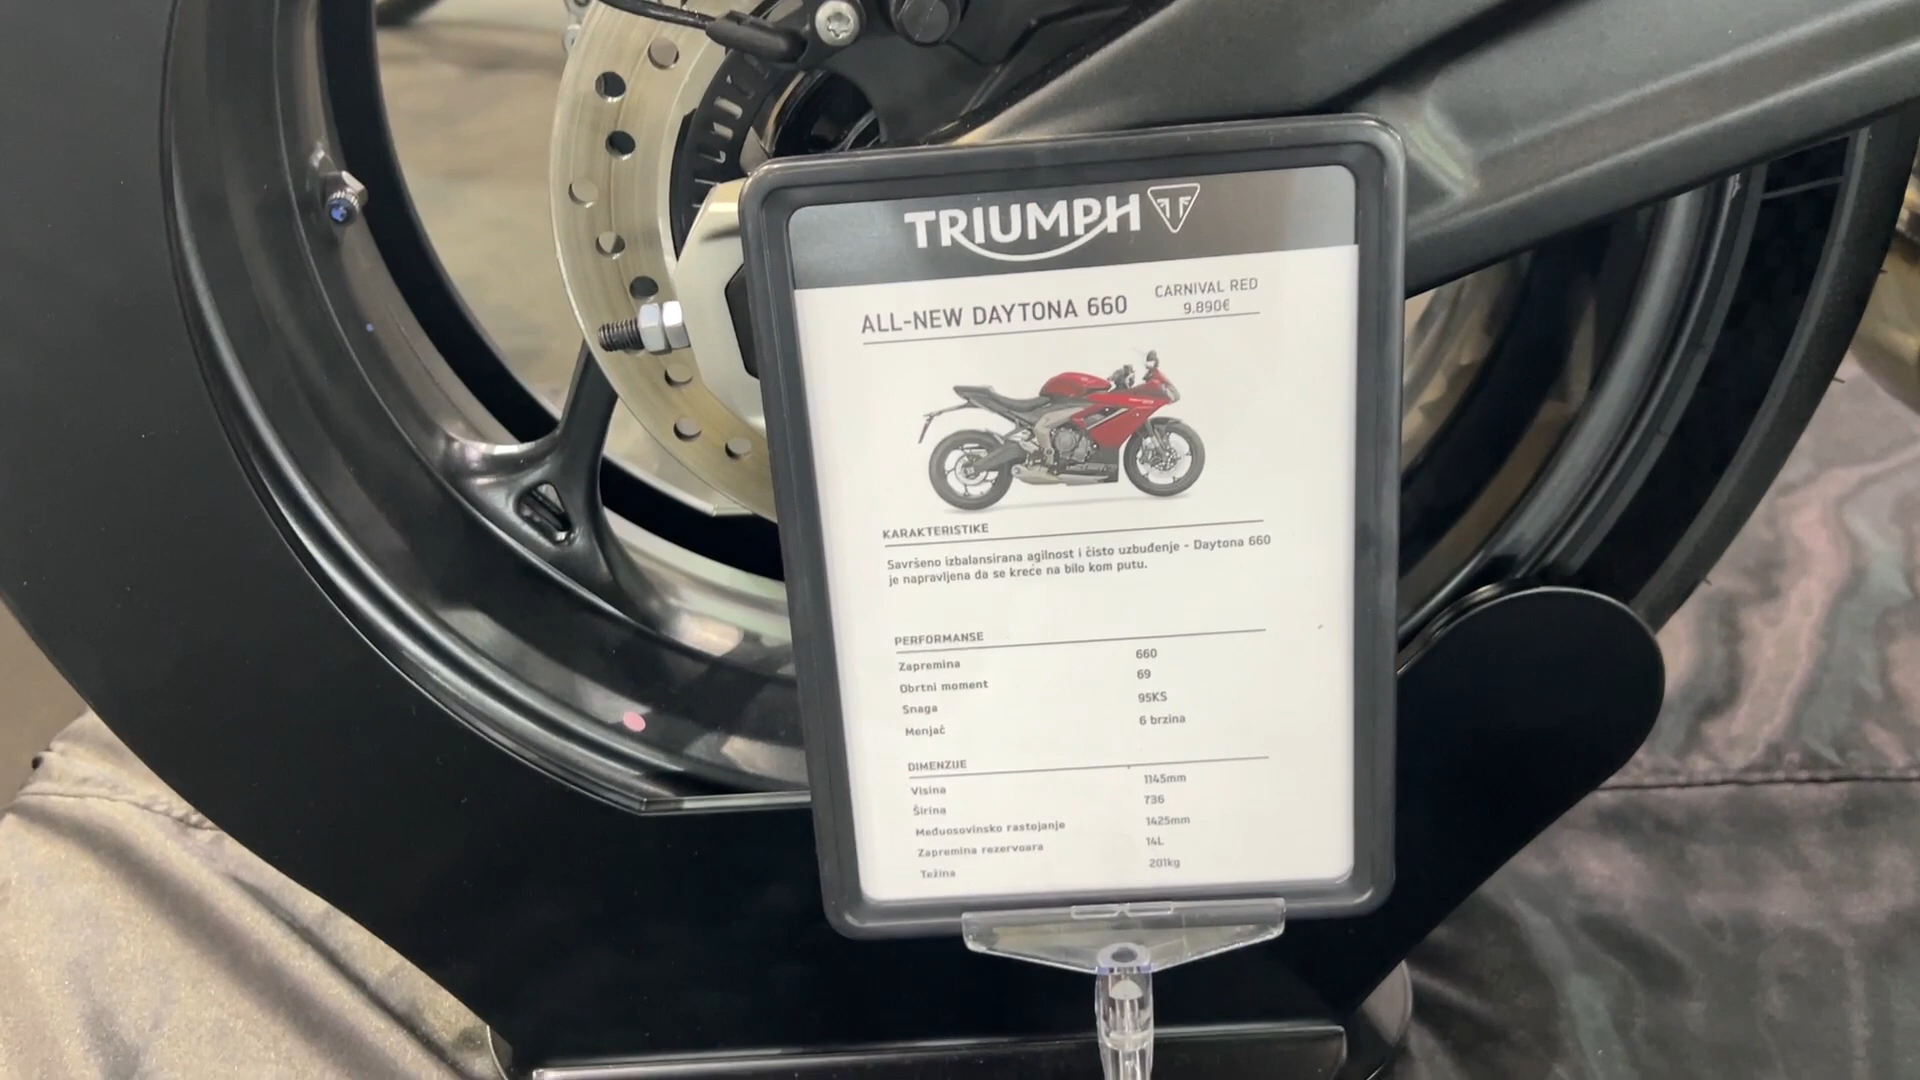 TRIUMPH
ALL-NEW DAYTONA 660
CARNIVAL RED
9.890€
KARAKTERISTIKE
Savršeno izbalansirana agilnost i čisto uzbuđenje - Daytona 660
je napravljena da se kreće na bilo kom putu.
PERFORMANSE
Zapremina 660
Obrtni moment 69
Snaga 95KS
Menjač 6 brzina
DIMENZIJE
Visina 1145mm
Širina 736
Međuosovinsko rastojanje 1425mm
Zapremina rezervoara 14L
Težina 201kg